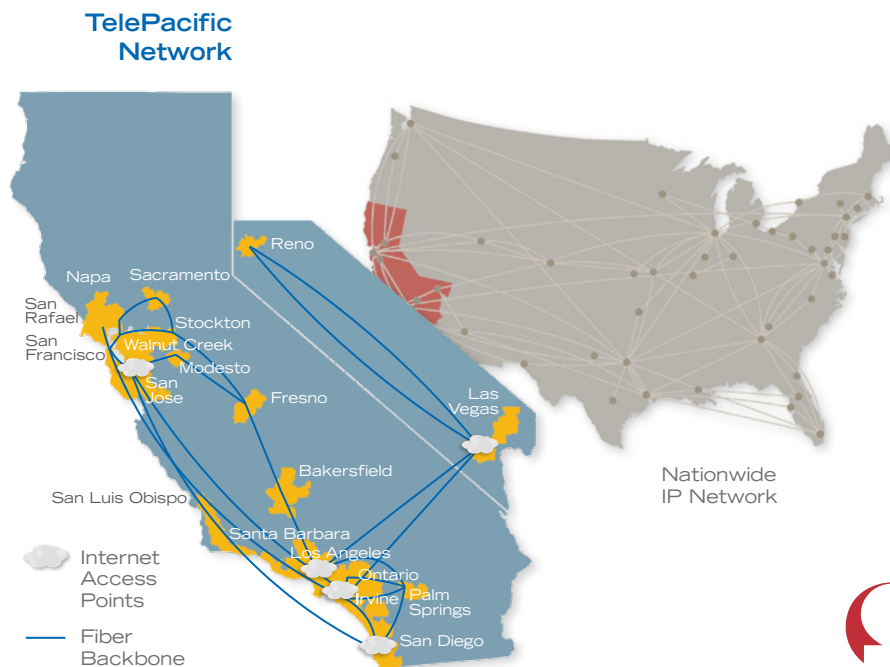 TelePacific
Network
Reno
Napa
Sacramento
San
Rafael
Stockton
San
Francisco
Walnut Creek
Modesto
San
Jose
Fresno
Las
Vegas
Bakersfield
San Luis Obispo
Santa Barbara
Los Angeles
Ontario
Irvine
Palm
Springs
San Diego
Nationwide
IP Network
Internet
Access
Points
Fiber
Backbone